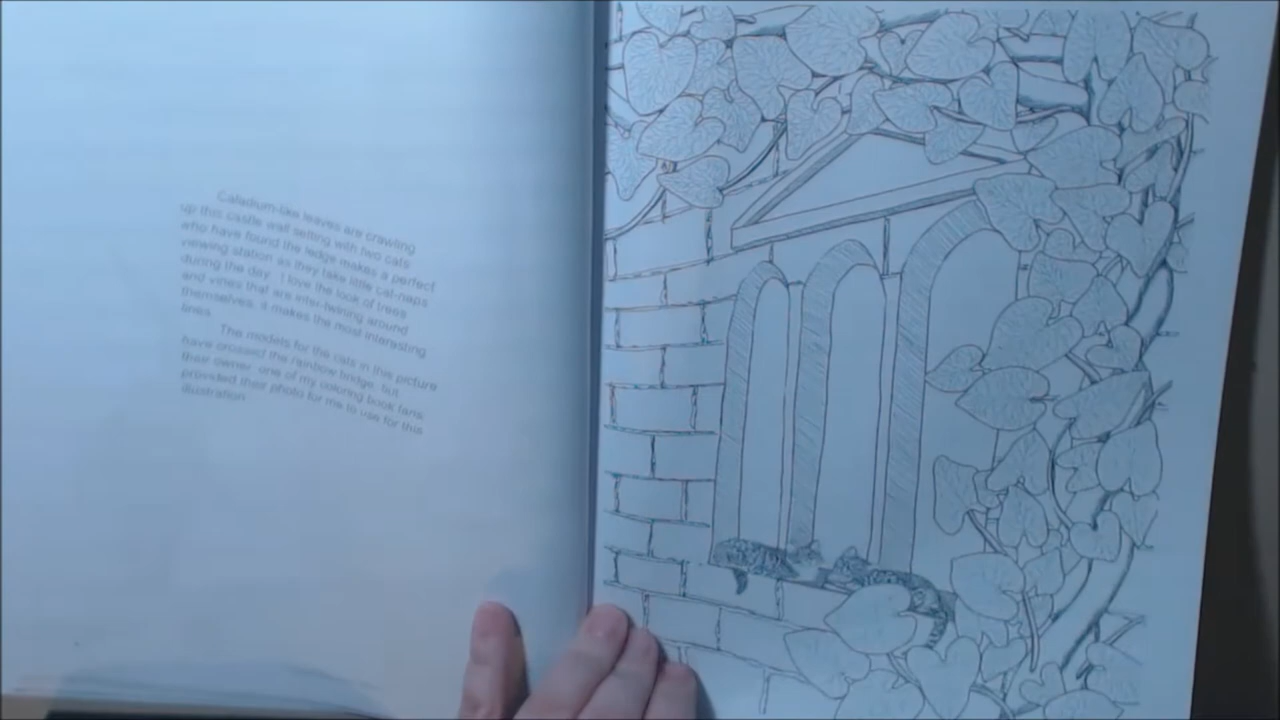 Caladium-like leaves are crawling
up this castle wall setting with two cats
who have found the ledge makes a perfect
viewing station as they take little cat-naps
during the day. I love the look of trees
and vines that are inter-twining around
themselves, it makes the most interesting
lines.
The models for the cats in this picture
have crossed the rainbow bridge, but
their owner, one of my coloring book fans,
provided their photo for me to use for this
illustration.